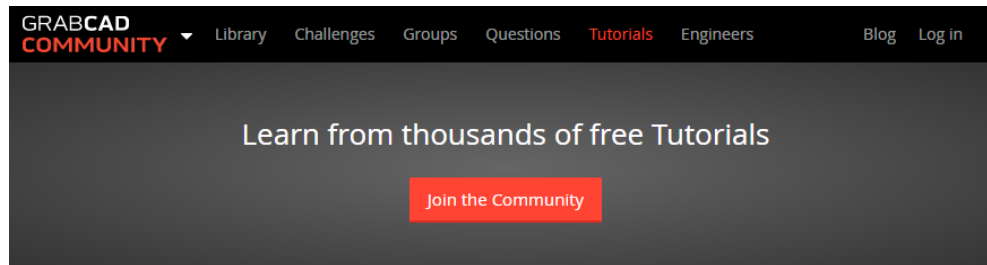 GRABCAD
COMMUNITY
Library Challenges Groups Questions Tutorials Engineers Blog Log in
Learn from thousands of free Tutorials
Join the Community